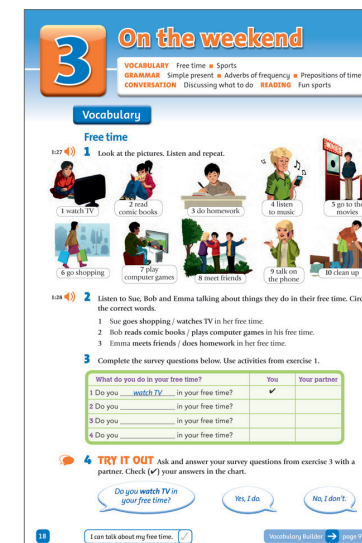 3
On the weekend
VOCABULARY Free time ■ Sports
GRAMMAR Simple present ■ Adverbs of frequency ■ Prepositions of time
CONVERSATION Discussing what to do READING Fun sports
Vocabulary
Free time
1:27 1 Look at the pictures. Listen and repeat.
MOVIES
1 watch TV
2 read
comic books
3 do homework
4 listen
to music
5 go to the
movies
6 go shopping
7 play
computer games
8 meet friends
9 talk on
the phone
10 clean up
1:28 2 Listen to Sue, Bob and Emma talking about things they do in their free time. Circ
the correct words.
1 Sue goes shopping / watches TV in her free time.
2 Bob reads comic books / plays computer games in his free time.
3 Emma meets friends / does homework in her free time.
3 Complete the survey questions below. Use activities from exercise 1.
What do you do in your free time? You Your partner
1 Do you watch TV in your free time? ✔
2 Do you ____________ in your free time?
3 Do you ____________ in your free time?
4 Do you ____________ in your free time?
4 TRY IT OUT Ask and answer your survey questions from exercise 3 with a
partner. Check (✔) your answers in the chart.
Do you watch TV in
your free time?
Yes, I do.
No, I don't.
18
I can talk about my free time. ✓
Vocabulary Builder ➔ page